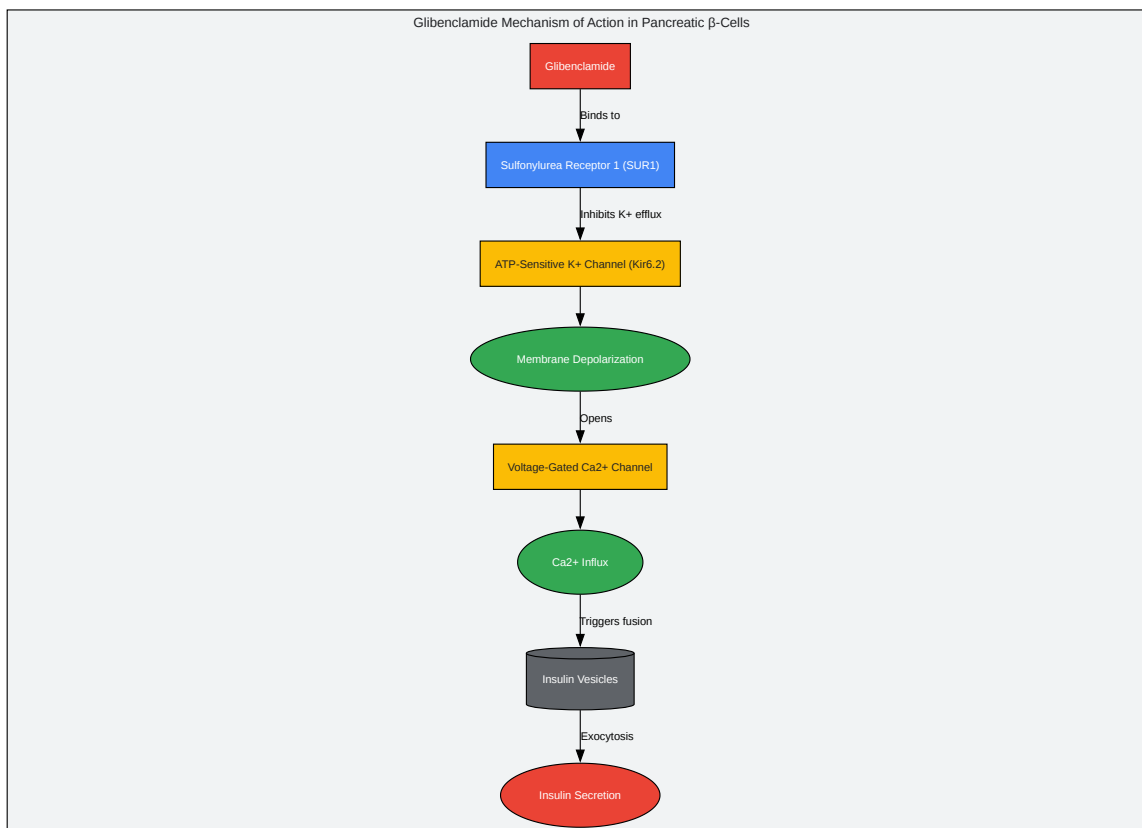 Glibenclamide Mechanism of Action in Pancreatic β-Cells
Glibenclamide
Binds to
Sulfonylurea Receptor 1 (SUR1)
Inhibits K+ efflux
ATP-Sensitive K+ Channel (Kir6.2)
Membrane Depolarization
Opens
Voltage-Gated Ca2+ Channel
Ca2+ Influx
Triggers fusion
Insulin Vesicles
Exocytosis
Insulin Secretion